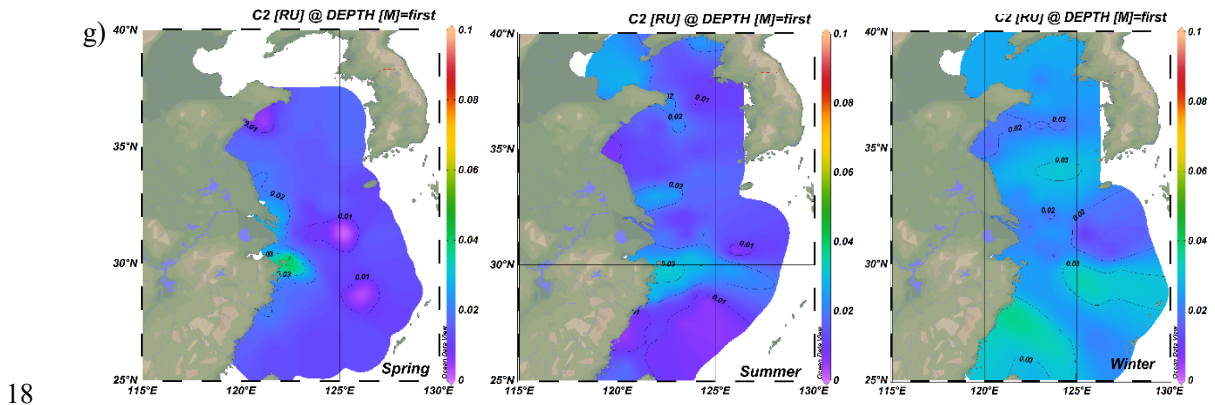 g)
C2 [RU] @ DEPTH [M]=first
40°N
35°N
30°N
25°N
115°E
120°E
125°E
130°E
0.01
0.02
03
0.03
0.01
0.01
Spring
Ocean Data View
0.1
0.08
0.06
0.04
0.02
0
C2 [RU] @ DEPTH [M]=first
40°N
35°N
30°N
25°N
115°E
120°E
125°E
130°E
02
0.01
0.02
0.02
0.01
0.03
0.01
Summer
Ocean Data View
0.1
0.08
0.06
0.04
0.02
0
C2 [RU] @ DEPTH [M]=first
40°N
35°N
30°N
25°N
115°E
120°E
125°E
130°E
0.02
0.02
0.03
0.02
0.03
0.03
Winter
Ocean Data View
0.1
0.08
0.06
0.04
0.02
0
18